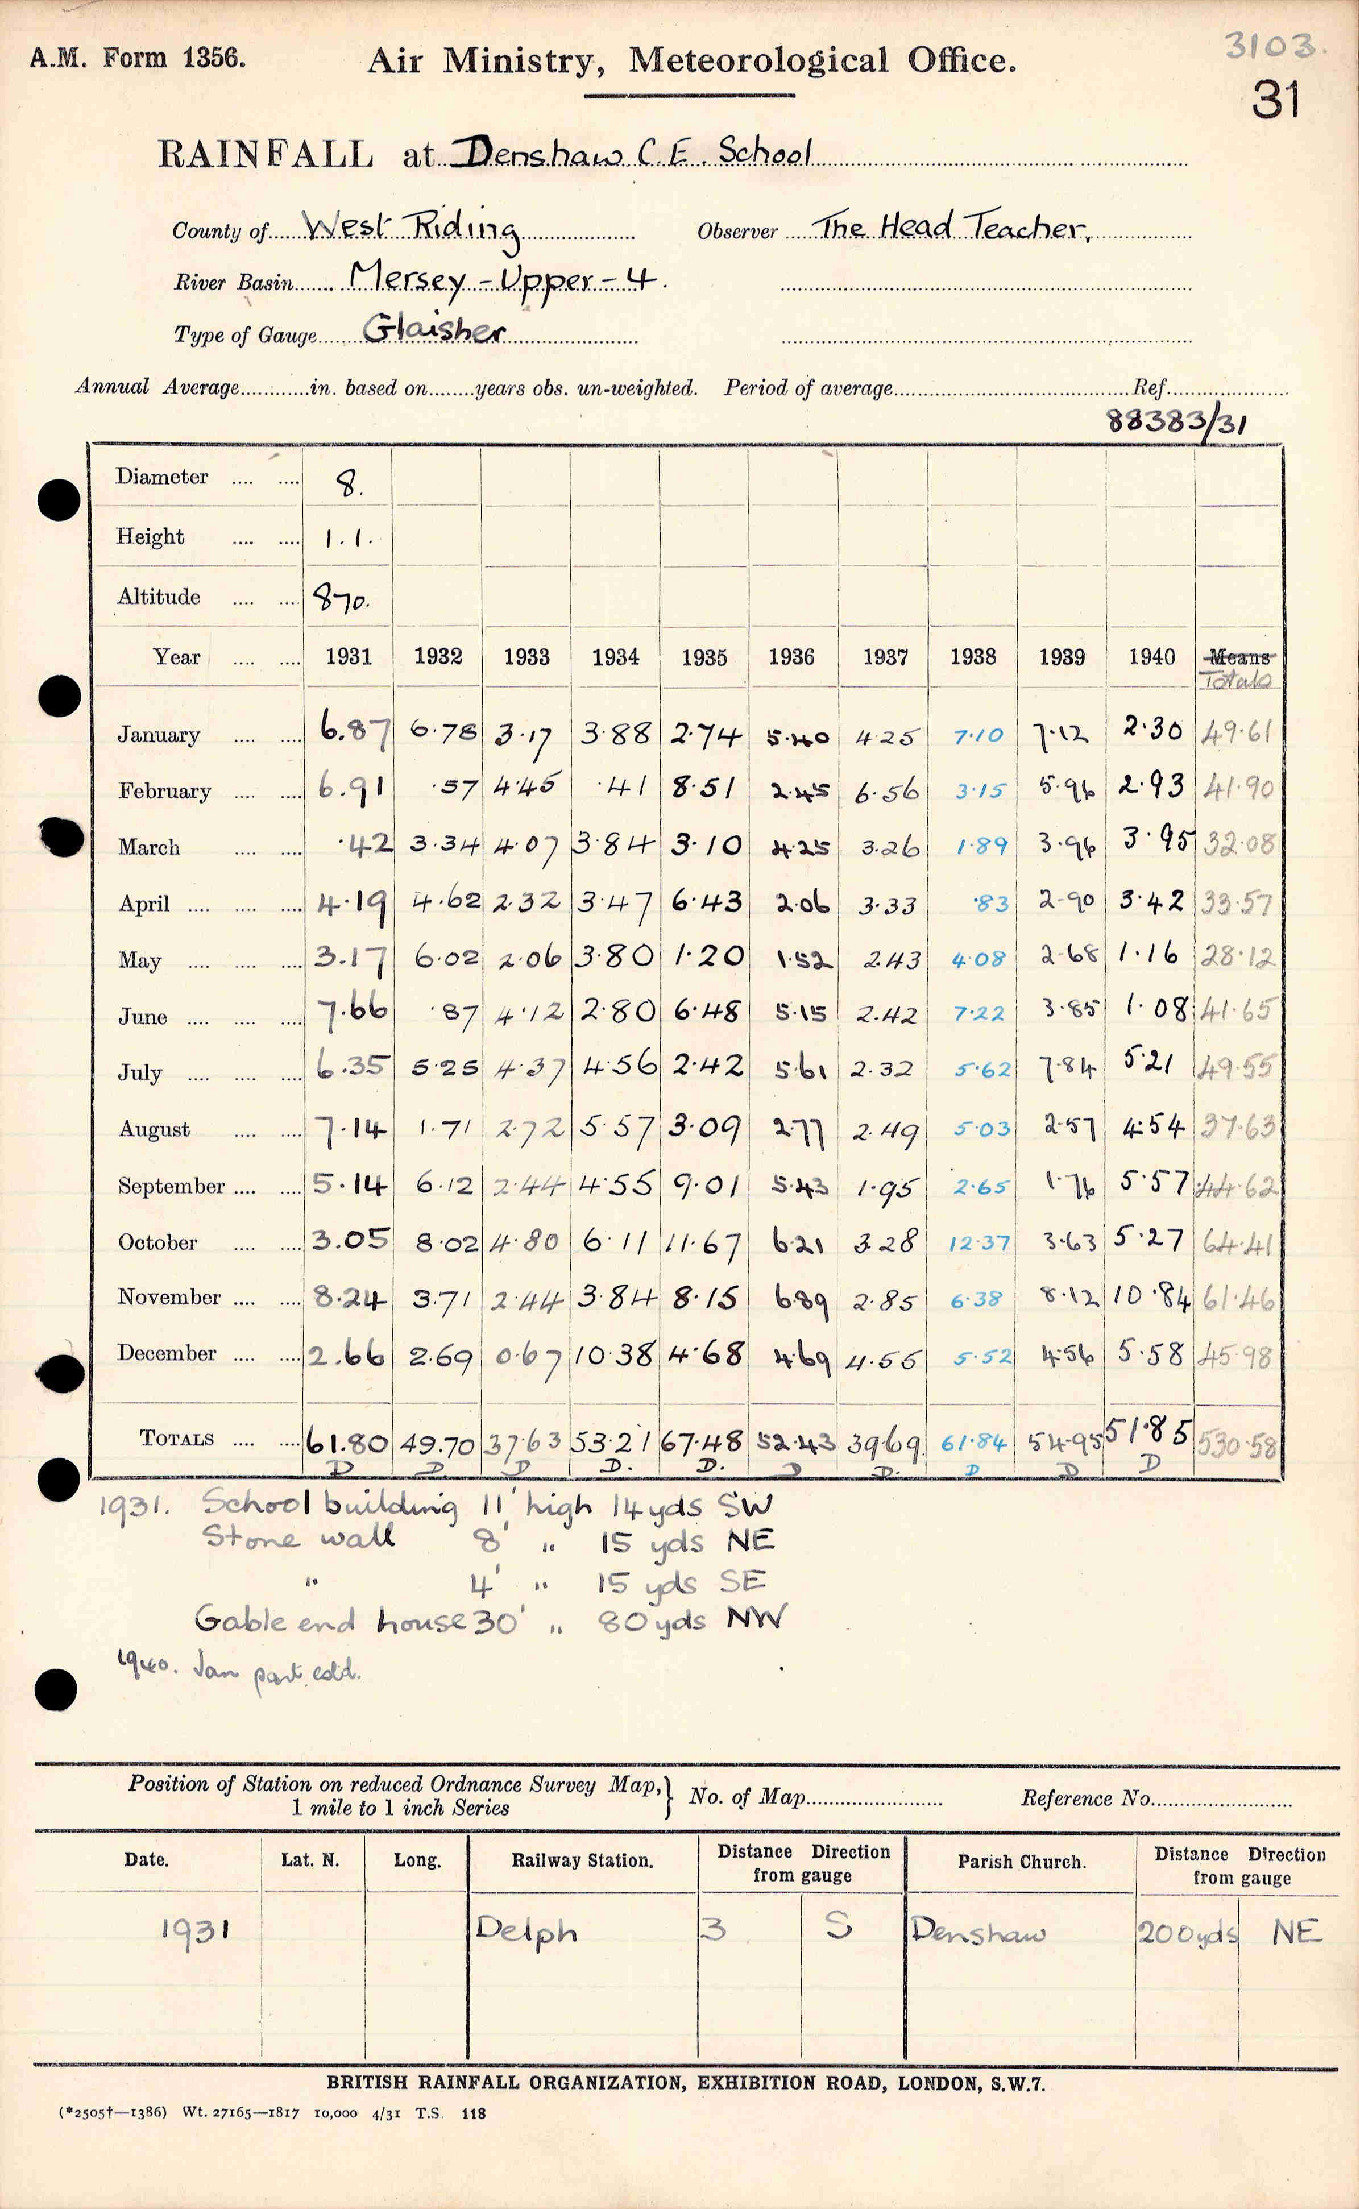 A.M. Form 1356.
Air Ministry, Meteorological Office.
3103.
31
RAINFALL at Denshaw C.E. School
County of West Riding Observer The Head Teacher,
River Basin Mersey - Upper - 4.
Type of Gauge Glaisher
Annual Average............in. based on........years obs. un-weighted. Period of average............Ref............
88383/31
Diameter .... .... 8.
Height .... .... 1.1.
Altitude .... .... 870.
Year .... .... 1931 1932 1933 1934 1935 1936 1937 1938 1939 1940 Means
Totals
January .... .... 6.87 6.78 3.17 3.88 2.74 5.40 4.25 7.10 7.12 2.30 49.61
February .... .... 6.91 .57 4.45 .41 8.51 2.45 6.56 3.15 5.96 2.93 41.90
March .... .... .42 3.34 4.07 3.84 3.10 4.25 3.26 1.89 3.96 3.95 32.08
April .... .... .... 4.19 4.62 2.32 3.47 6.43 2.06 3.33 .83 2.90 3.42 33.57
May .... .... .... 3.17 6.02 2.06 3.80 1.20 1.52 2.43 4.08 2.68 1.16 28.12
June .... .... .... 7.66 .87 4.12 2.80 6.48 5.15 2.42 7.22 3.85 1.08 41.65
July .... .... .... 6.35 5.25 4.37 4.56 2.42 5.61 2.32 5.62 7.84 5.21 49.55
August .... .... 7.14 1.71 2.72 5.57 3.09 2.77 2.49 5.03 2.57 4.54 37.63
September .... .... 5.14 6.12 2.44 4.55 9.01 5.43 1.95 2.65 1.76 5.57 44.62
October .... .... 3.05 8.02 4.80 6.11 11.67 6.21 3.28 12.37 3.63 5.27 64.41
November .... .... 8.24 3.71 2.44 3.84 8.15 6.89 2.85 6.38 8.12 10.84 61.46
December .... .... 2.66 2.69 0.67 10.38 4.68 4.69 4.55 5.52 4.56 5.58 45.98
TOTALS .... .... 61.80 49.70 37.63 53.21 67.48 52.43 39.69 61.84 54.95 51.85 530.58
D D D D. D. D D. D D D
1931. School building 11' high 14 yds SW
Stone wall 8' " 15 yds NE
" 4' " 15 yds SE
Gable end house 30' " 80 yds NW
1940. Jan part estd.
Position of Station on reduced Ordnance Survey Map, } No. of Map............ Reference No............
1 mile to 1 inch Series
Date. Lat. N. Long. Railway Station. Distance Direction from gauge Parish Church. Distance Direction from gauge
1931 Delph 3 S Denshaw 200yds NE
BRITISH RAINFALL ORGANIZATION, EXHIBITION ROAD, LONDON, S.W.7.
(*2505†—1386) Wt. 27165—1817 10,000 4/31 T.S. 118